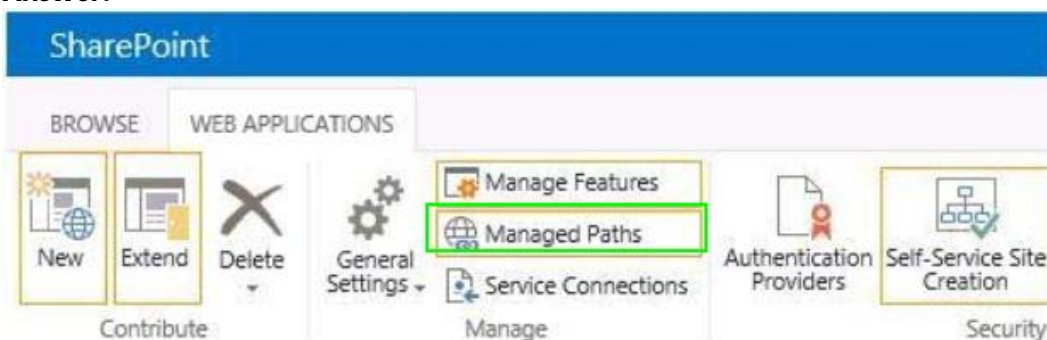 SharePoint
BROWSE WEB APPLICATIONS
New Extend Delete General Settings Manage Features
Managed Paths
Service Connections
Authentication Providers Self-Service Site Creation
Contribute Manage Security